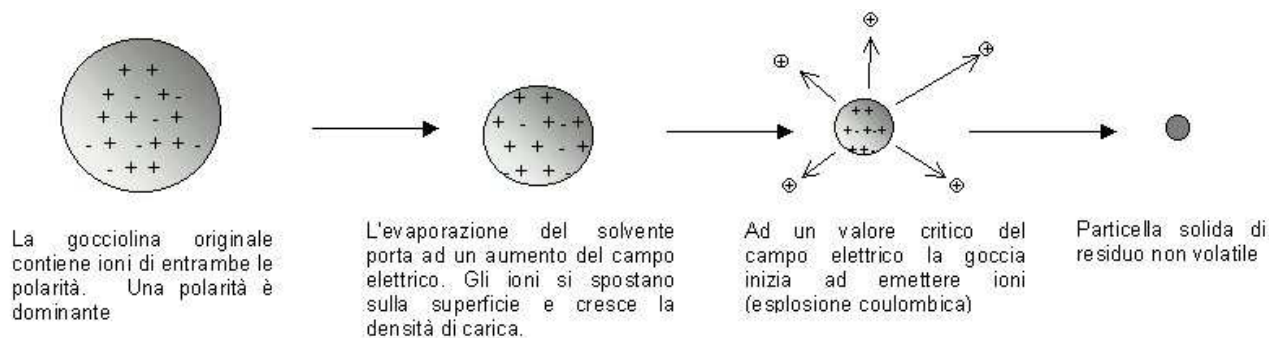 + +
+ - + -
+ + - +
- + - + + -
- + +
+ +
+ - + - +
+ + + +
- + + -
+ +
+ - + - +
+ + -
+
+
+
+
+
La gocciolina originale
contiene ioni di entrambe le
polarità. Una polarità è
dominante
L'evaporazione del solvente
porta ad un aumento del campo
elettrico. Gli ioni si spostano
sulla superficie e cresce la
densità di carica.
Ad un valore critico del
campo elettrico la goccia
inizia ad emettere ioni
(esplosione coulombica)
Particella solida di
residuo non volatile